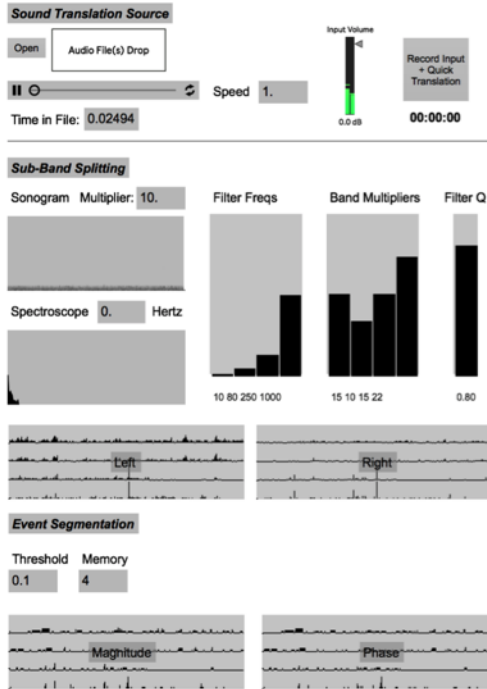 Sound Translation Source
Input Volume
Open
Audio File(s) Drop
Record Input
+ Quick
Translation
Speed 1.
Time in File: 0.02494
0.0 dB
00:00:00
Sub-Band Splitting
Sonogram Multiplier: 10.
Filter Freqs
Band Multipliers
Filter Q
Spectroscope 0. Hertz
10 80 250 1000
15 10 15 22
0.80
Left
Right
Event Segmentation
Threshold Memory
0.1 4
Magnitude
Phase